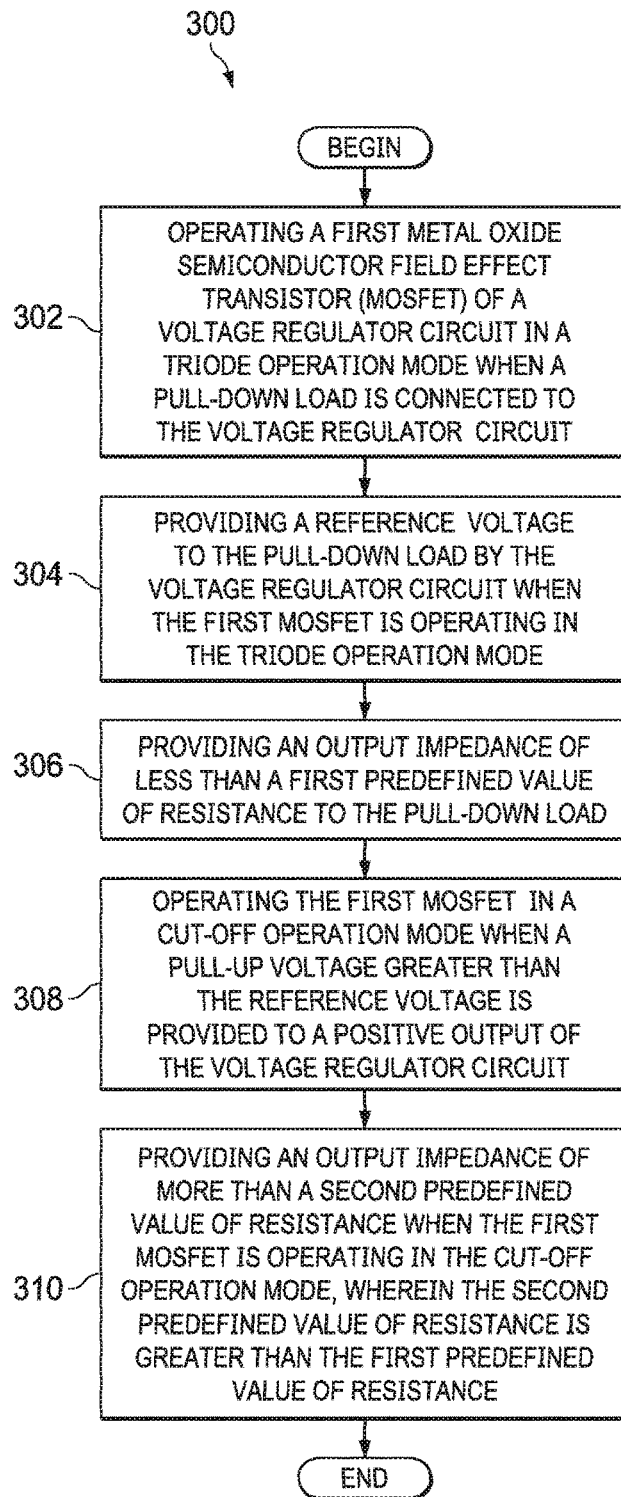 300
BEGIN
302
OPERATING A FIRST METAL OXIDE
SEMICONDUCTOR FIELD EFFECT
TRANSISTOR (MOSFET) OF A
VOLTAGE REGULATOR CIRCUIT IN A
TRIODE OPERATION MODE WHEN A
PULL-DOWN LOAD IS CONNECTED TO
THE VOLTAGE REGULATOR CIRCUIT
304
PROVIDING A REFERENCE VOLTAGE
TO THE PULL-DOWN LOAD BY THE
VOLTAGE REGULATOR CIRCUIT WHEN
THE FIRST MOSFET IS OPERATING IN
THE TRIODE OPERATION MODE
306
PROVIDING AN OUTPUT IMPEDANCE OF
LESS THAN A FIRST PREDEFINED VALUE
OF RESISTANCE TO THE PULL-DOWN LOAD
308
OPERATING THE FIRST MOSFET IN A
CUT-OFF OPERATION MODE WHEN A
PULL-UP VOLTAGE GREATER THAN
THE REFERENCE VOLTAGE IS
PROVIDED TO A POSITIVE OUTPUT OF
THE VOLTAGE REGULATOR CIRCUIT
310
PROVIDING AN OUTPUT IMPEDANCE OF
MORE THAN A SECOND PREDEFINED
VALUE OF RESISTANCE WHEN THE FIRST
MOSFET IS OPERATING IN THE CUT-OFF
OPERATION MODE, WHEREIN THE SECOND
PREDEFINED VALUE OF RESISTANCE IS
GREATER THAN THE FIRST PREDEFINED
VALUE OF RESISTANCE
END